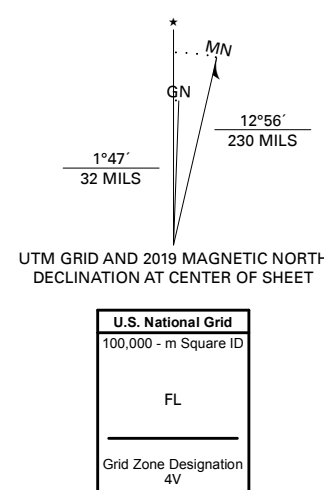 ★
MN
GN
12°56´
230 MILS
1°47´
32 MILS
UTM GRID AND 2019 MAGNETIC NORTH
DECLINATION AT CENTER OF SHEET
U.S. National Grid
100,000 - m Square ID
FL
Grid Zone Designation
4V